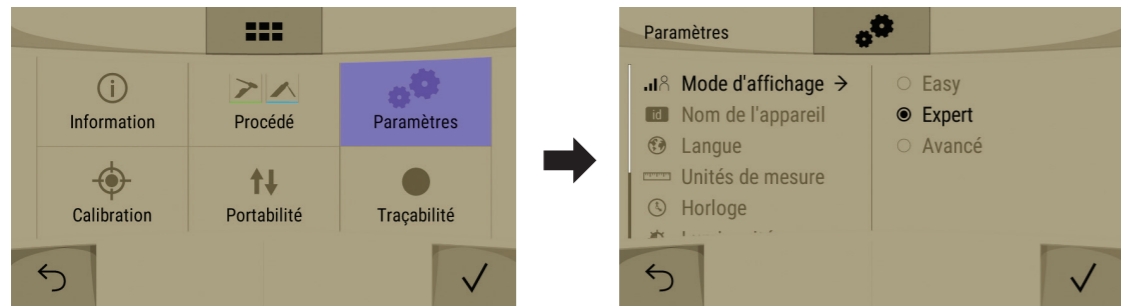 Information
Procédé
Paramètres
Calibration
Portabilité
Traçabilité
Paramètres
Mode d'affichage →
Easy
id Nom de l'appareil
Expert
Langue
Avancé
Unités de mesure
Horloge